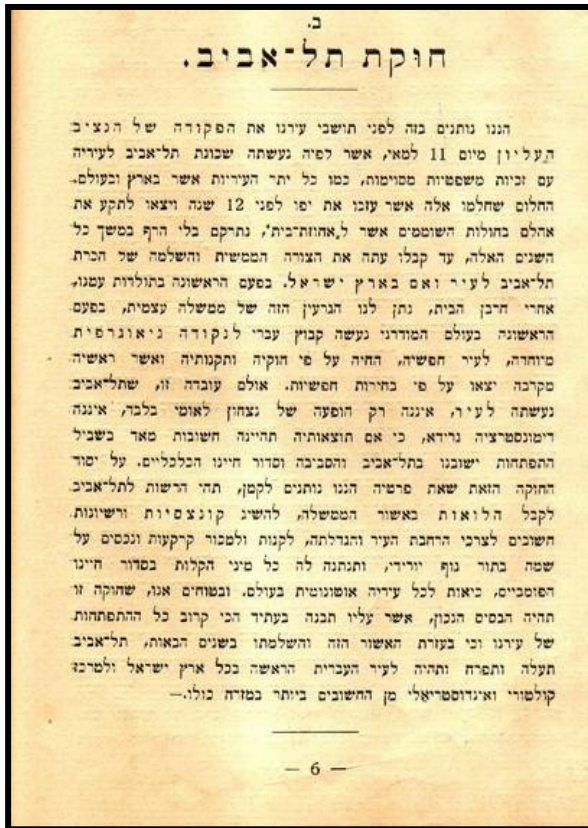 ב.
חוקת תל־אביב.
הננו נותנים בזה לפני תושבי עירנו את הפקודה של הנציב
העליון מיום 11 למאי, אשר לפיה נעשתה שכונת תל־אביב לעיריה
עם זכיות משפטיות מסוימות, כמו כל יתר העיריות אשר בארץ ובעולם.
החלום שחלמו אלה אשר עזבו את יפו לפני 12 שנה ויצאו לתקע את
אהלם בחולות השוממים אשר ל„אחוזת־בית", נתרקם בלי הרף במשך כל
השנים האלה, עד קבלו עתה את הצורה הממשית והשלמה של הכרת
תל־אביב לעיר ואם בארץ ישראל. בפעם הראשונה בתולדות עמנו,
אחרי חרבן הבית, נתן לנו הגרעין הזה של ממשלה עצמית, בפעם
הראשונה בעולם המודרני נעשה קבוץ עברי לנקודה גיאוגרפית
מיוחדה, לעיר חפשיה, החיה על פי חוקיה ותקנותיה ואשר ראשיה
מקרבה יצאו על פי בחירות חפשיות. אולם עובדה זו, שתל־אביב
נעשתה לעיר, איננה רק הופעה של נצחון לאומי בלבד, איננה
דימונסטרציה גרידא, כי אם תוצאותיה תהיינה חשובות מאד בשביל
התפתחות ישובנו בתל־אביב והסביבה וסדור חיינו הכלכליים. על יסוד
החוקה הזאת שאת פרטיה הננו נותנים לקמן, תהי הרשות לתל־אביב
לקבל הלואות באשור הממשלה, להשיג קונצסיות ורשיונות
חשובים לצרכי הרחבת העיר והגדלתה, לקנות ולמכור קרקעות ונכסים על
שמה בתור גוף יורידי, ותנתנה לה כל מיני הקלות בסדור חיינו
הפנימיים, כיאות לכל עיריה אוטונומית בעולם. ובטוחים אנו, שחוקה זו
תהיה הבסיס הנכון, אשר עליו תבנה בעתיד הכי קרוב כל ההתפתחות
של עירנו וכי בעזרת האשור הזה והשלמתו בשנים הבאות, תל־אביב
תעלה ותפרח ותהיה לעיר העברית הראשה בכל ארץ ישראל ולמרכז
קולטורי ואינדוסטריאלי מן החשובים ביותר במזרח כולו.—
— 6 —